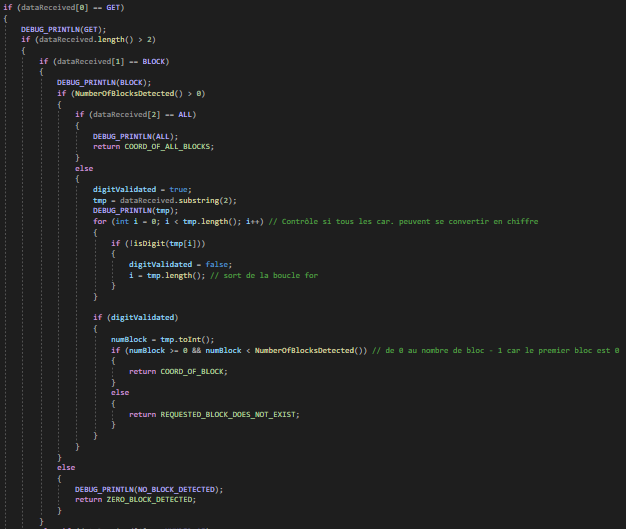 if (dataReceived[0] == GET)
{
DEBUG_PRINTLN(GET);
if (dataReceived.length() > 2)
{
if (dataReceived[1] == BLOCK)
{
DEBUG_PRINTLN(BLOCK);
if (NumberOfBlocksDetected() > 0)
{
if (dataReceived[2] == ALL)
{
DEBUG_PRINTLN(ALL);
return COORD_OF_ALL_BLOCKS;
}
else
{
digitValidated = true;
tmp = dataReceived.substring(2);
DEBUG_PRINTLN(tmp);
for (int i = 0; i < tmp.length(); i++) // Contrôle si tous les car. peuvent se convertir en chiffre
{
if (!isDigit(tmp[i]))
{
digitValidated = false;
i = tmp.length(); // sort de la boucle for
}
}
if (digitValidated)
{
numBlock = tmp.toInt();
if (numBlock >= 0 && numBlock < NumberOfBlocksDetected()) // de 0 au nombre de bloc - 1 car le premier bloc est 0
{
return COORD_OF_BLOCK;
}
else
{
return REQUESTED_BLOCK_DOES_NOT_EXIST;
}
}
}
}
else
{
DEBUG_PRINTLN(NO_BLOCK_DETECTED);
return ZERO_BLOCK_DETECTED;
}
}